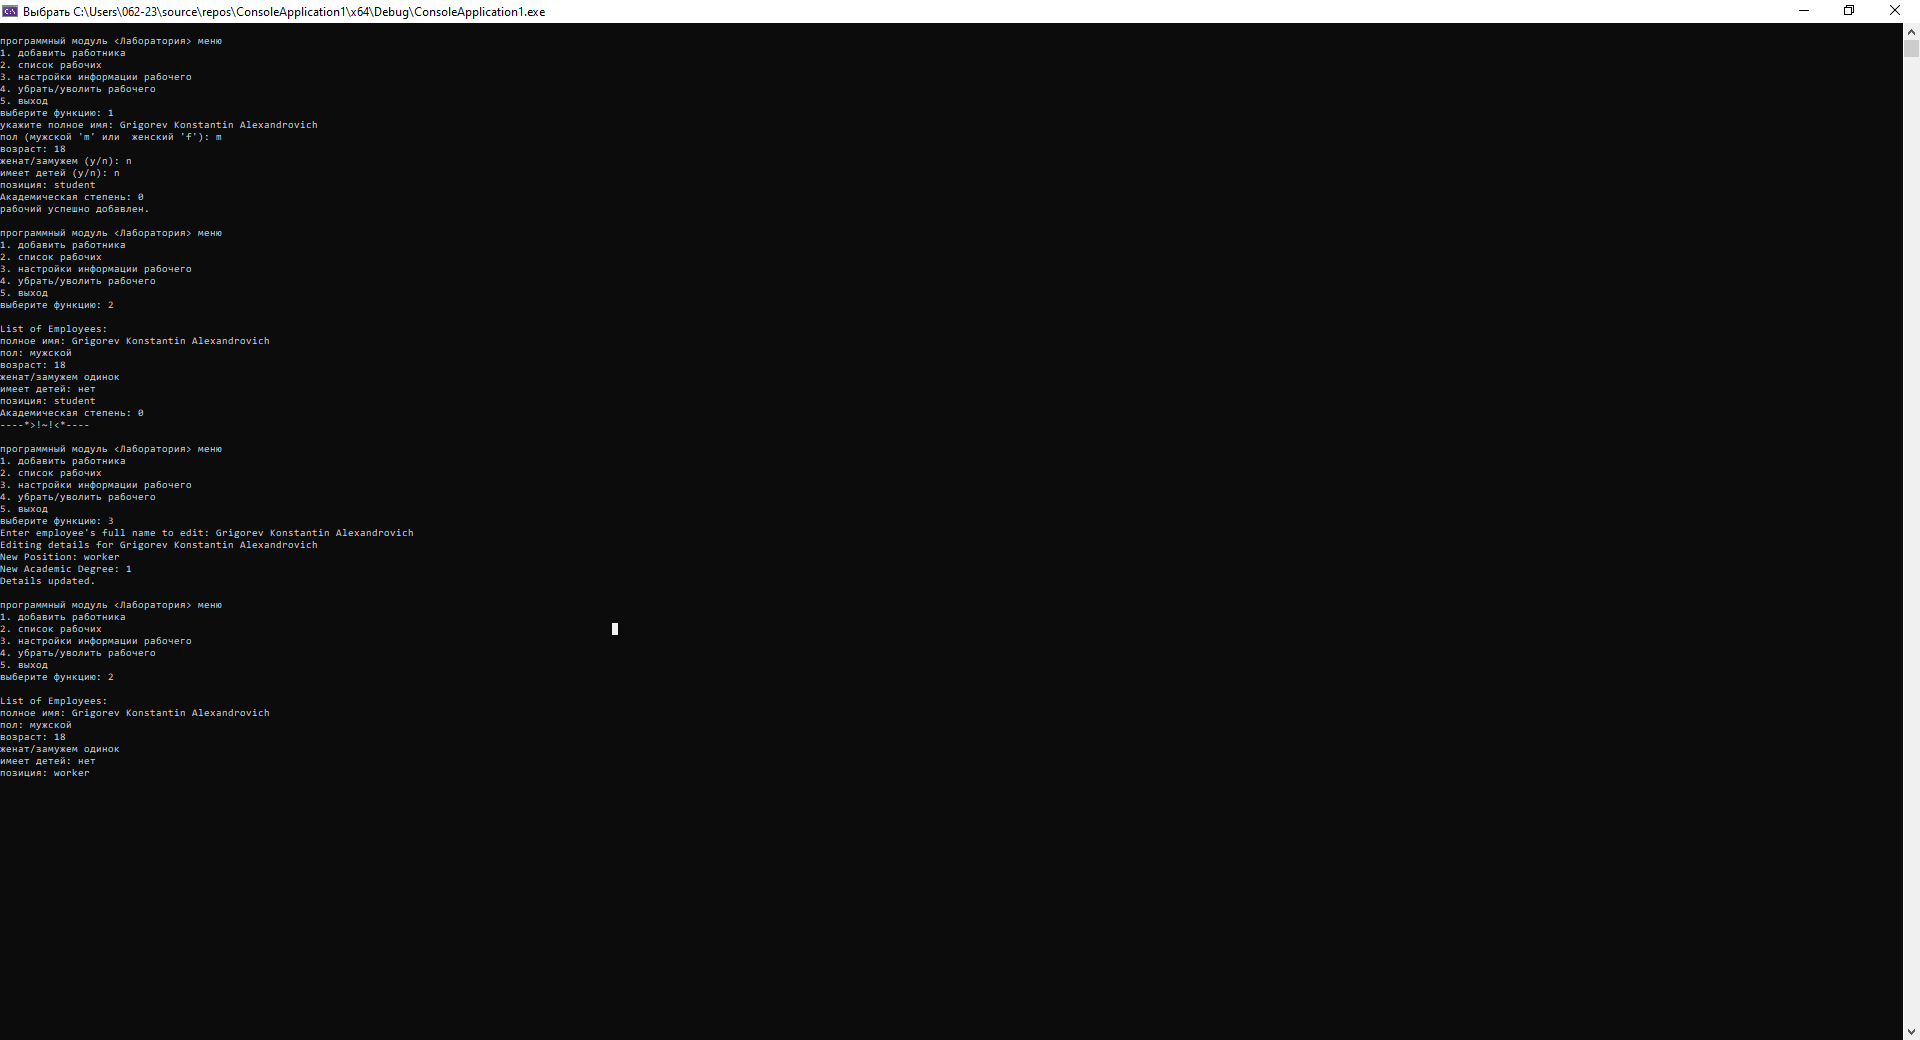 Выбрать C:\Users\062-23\source\repos\ConsoleApplication1\x64\Debug\ConsoleApplication1.exe
программный модуль <Лаборатория> меню
1. добавить работника
2. список рабочих
3. настройки информации рабочего
4. убрать/уволить рабочего
5. выход
выберите функцию: 1
укажите полное имя: Grigorev Konstantin Alexandrovich
пол (мужской 'm' или  женский 'f'): m
возраст: 18
женат/замужем (y/n): n
имеет детей (y/n): n
позиция: student
Академическая степень: 0
рабочий успешно добавлен.
программный модуль <Лаборатория> меню
1. добавить работника
2. список рабочих
3. настройки информации рабочего
4. убрать/уволить рабочего
5. выход
выберите функцию: 2
List of Employees:
полное имя: Grigorev Konstantin Alexandrovich
пол: мужской
возраст: 18
женат/замужем одинок
имеет детей: нет
позиция: student
Академическая степень: 0
----*>!~!<*----
программный модуль <Лаборатория> меню
1. добавить работника
2. список рабочих
3. настройки информации рабочего
4. убрать/уволить рабочего
5. выход
выберите функцию: 3
Enter employee's full name to edit: Grigorev Konstantin Alexandrovich
Editing details for Grigorev Konstantin Alexandrovich
New Position: worker
New Academic Degree: 1
Details updated.
программный модуль <Лаборатория> меню
1. добавить работника
2. список рабочих
3. настройки информации рабочего
4. убрать/уволить рабочего
5. выход
выберите функцию: 2
List of Employees:
полное имя: Grigorev Konstantin Alexandrovich
пол: мужской
возраст: 18
женат/замужем одинок
имеет детей: нет
позиция: worker